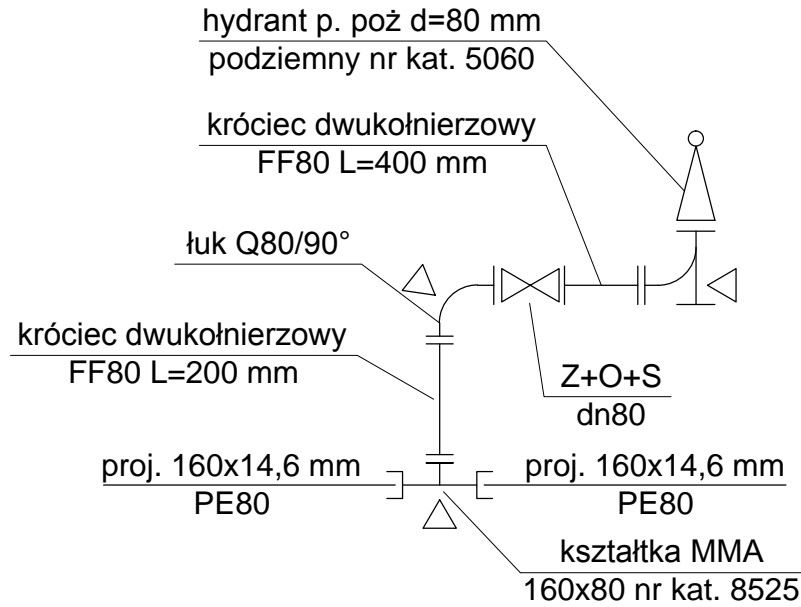 hydrant p. poż d=80 mm
podziemny nr kat. 5060
króciec dwukołnierzowy
FF80 L=400 mm
łuk Q80/90°
króciec dwukołnierzowy
FF80 L=200 mm
Z+O+S
dn80
proj. 160x14,6 mm
PE80
proj. 160x14,6 mm
PE80
kształtka MMA
160x80 nr kat. 8525